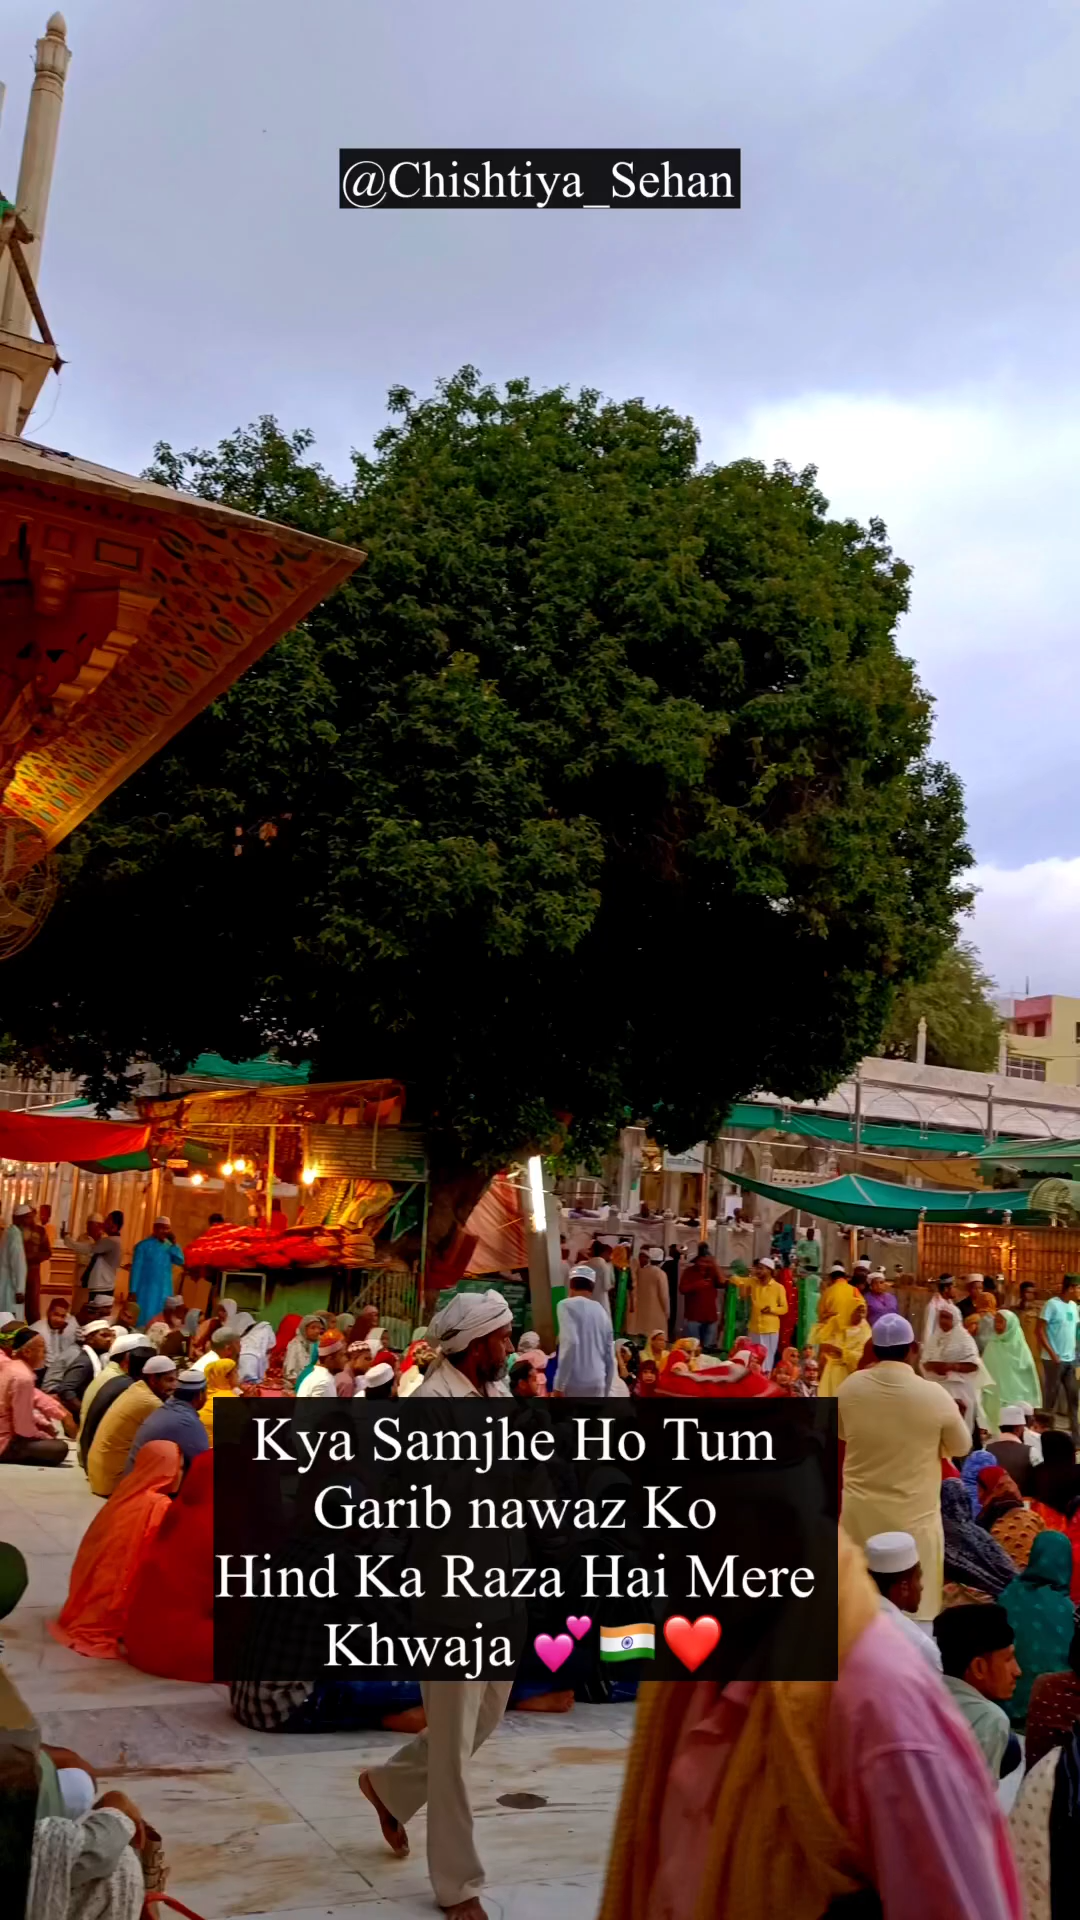 @Chishtiya_Sehan
Kya Samjhe Ho Tum
Garib nawaz Ko
Hind Ka Raza Hai Mere
Khwaja 💕🇮🇳❤️